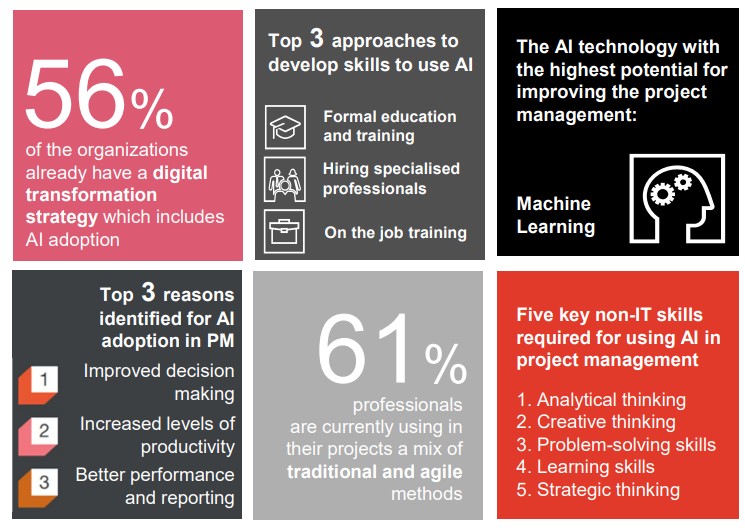 56%
of the organizations
already have a digital
transformation
strategy which includes
AI adoption
Top 3 approaches to
develop skills to use AI
Formal education
and training
Hiring specialised
professionals
On the job training
The AI technology with
the highest potential for
improving the project
management:
Machine
Learning
Top 3 reasons
identified for AI
adoption in PM
1
Improved decision
making
2
Increased levels of
productivity
3
Better performance
and reporting
61%
professionals
are currently using in
their projects a mix of
traditional and agile
methods
Five key non-IT skills
required for using AI in
project management
1. Analytical thinking
2. Creative thinking
3. Problem-solving skills
4. Learning skills
5. Strategic thinking